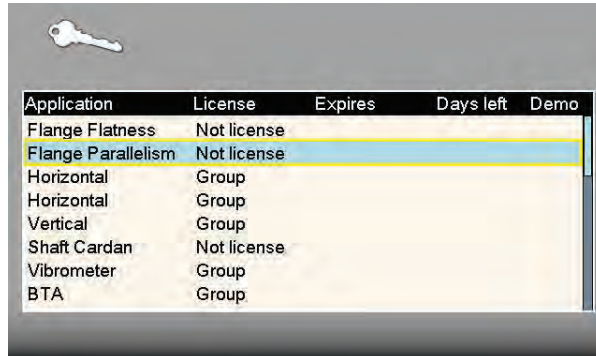 Application License Expires Days left Demo
Flange Flatness Not license
Flange Parallelism Not license
Horizontal Group
Horizontal Group
Vertical Group
Shaft Cardan Not license
Vibrometer Group
BTA Group